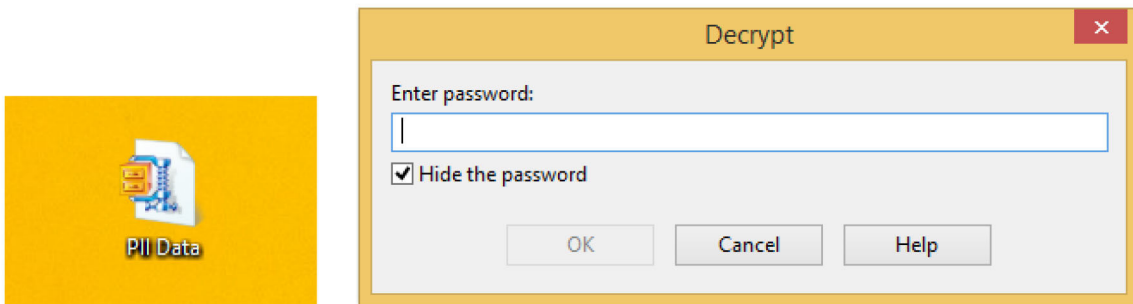 PII Data
Decrypt
Enter password:
Hide the password
OK
Cancel
Help